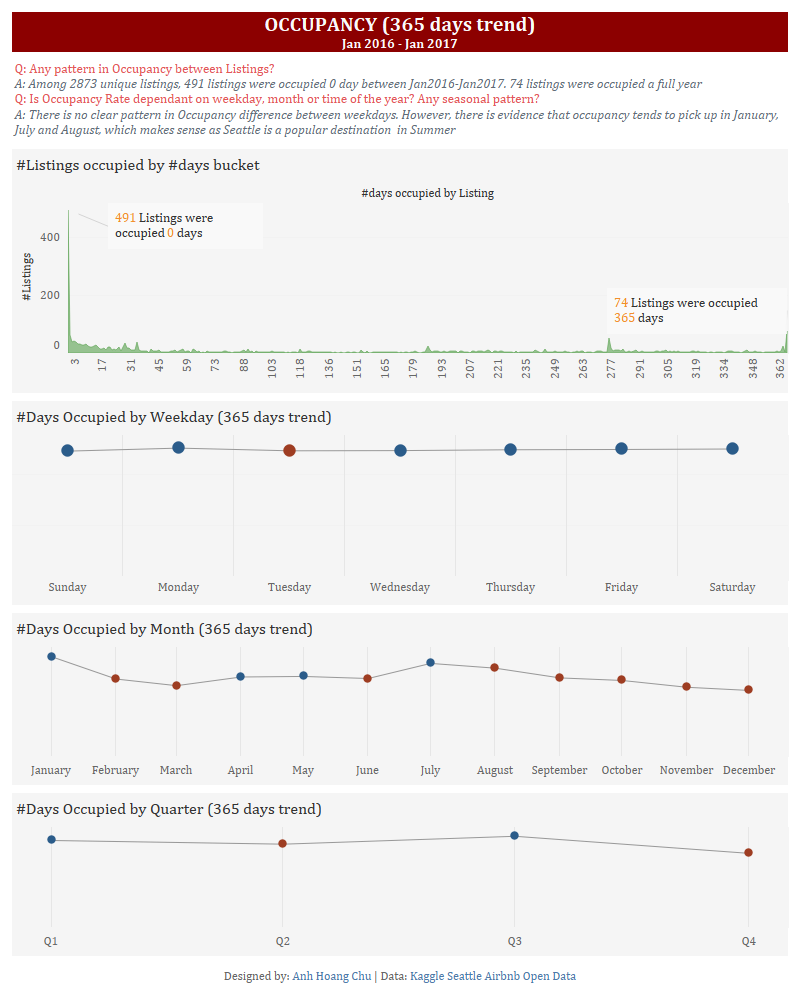 OCCUPANCY (365 days trend)
Jan 2016 - Jan 2017
Q: Any pattern in Occupancy between Listings?
A: Among 2873 unique listings, 491 listings were occupied 0 day between Jan2016-Jan2017. 74 listings were occupied a full year
Q: Is Occupancy Rate dependant on weekday, month or time of the year? Any seasonal pattern?
A: There is no clear pattern in Occupancy difference between weekdays. However, there is evidence that occupancy tends to pick up in January,
July and August, which makes sense as Seattle is a popular destination in Summer
#Listings occupied by #days bucket
#days occupied by Listing
491 Listings were
occupied 0 days
400
#Listings
200
74 Listings were occupied
365 days
0
3 17 31 45 59 73 88 103 118 136 151 165 179 193 207 221 235 249 263 277 291 305 319 334 348 362
#Days Occupied by Weekday (365 days trend)
Sunday Monday Tuesday Wednesday Thursday Friday Saturday
#Days Occupied by Month (365 days trend)
January February March April May June July August September October November December
#Days Occupied by Quarter (365 days trend)
Q1 Q2 Q3 Q4
Designed by: Anh Hoang Chu | Data: Kaggle Seattle Airbnb Open Data